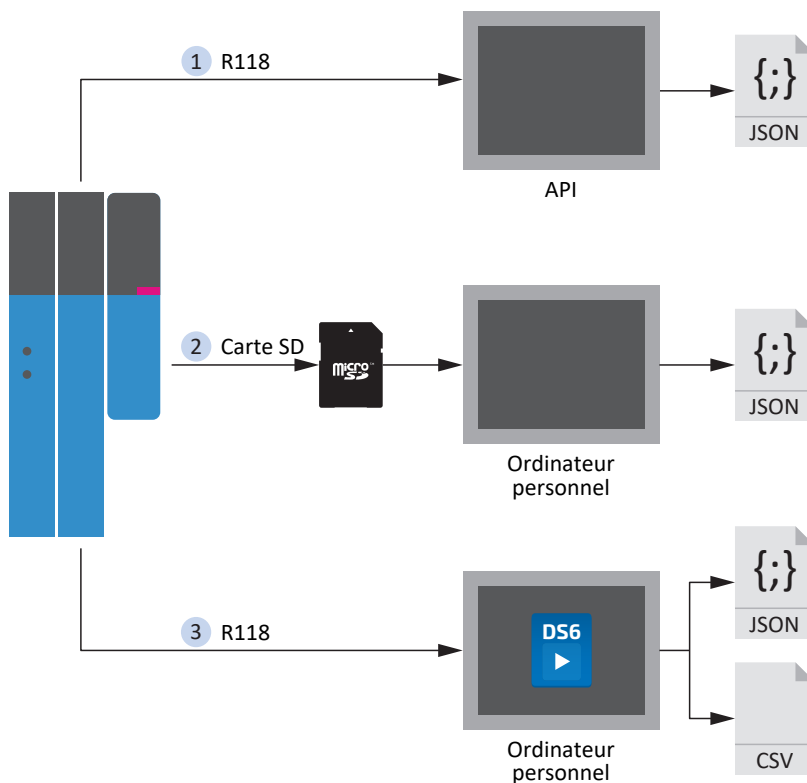 1 R118
{;}
JSON
API
2 Carte SD
micro
SD
{;}
JSON
Ordinateur
personnel
3 R118
DS6
{;}
JSON
CSV
Ordinateur
personnel